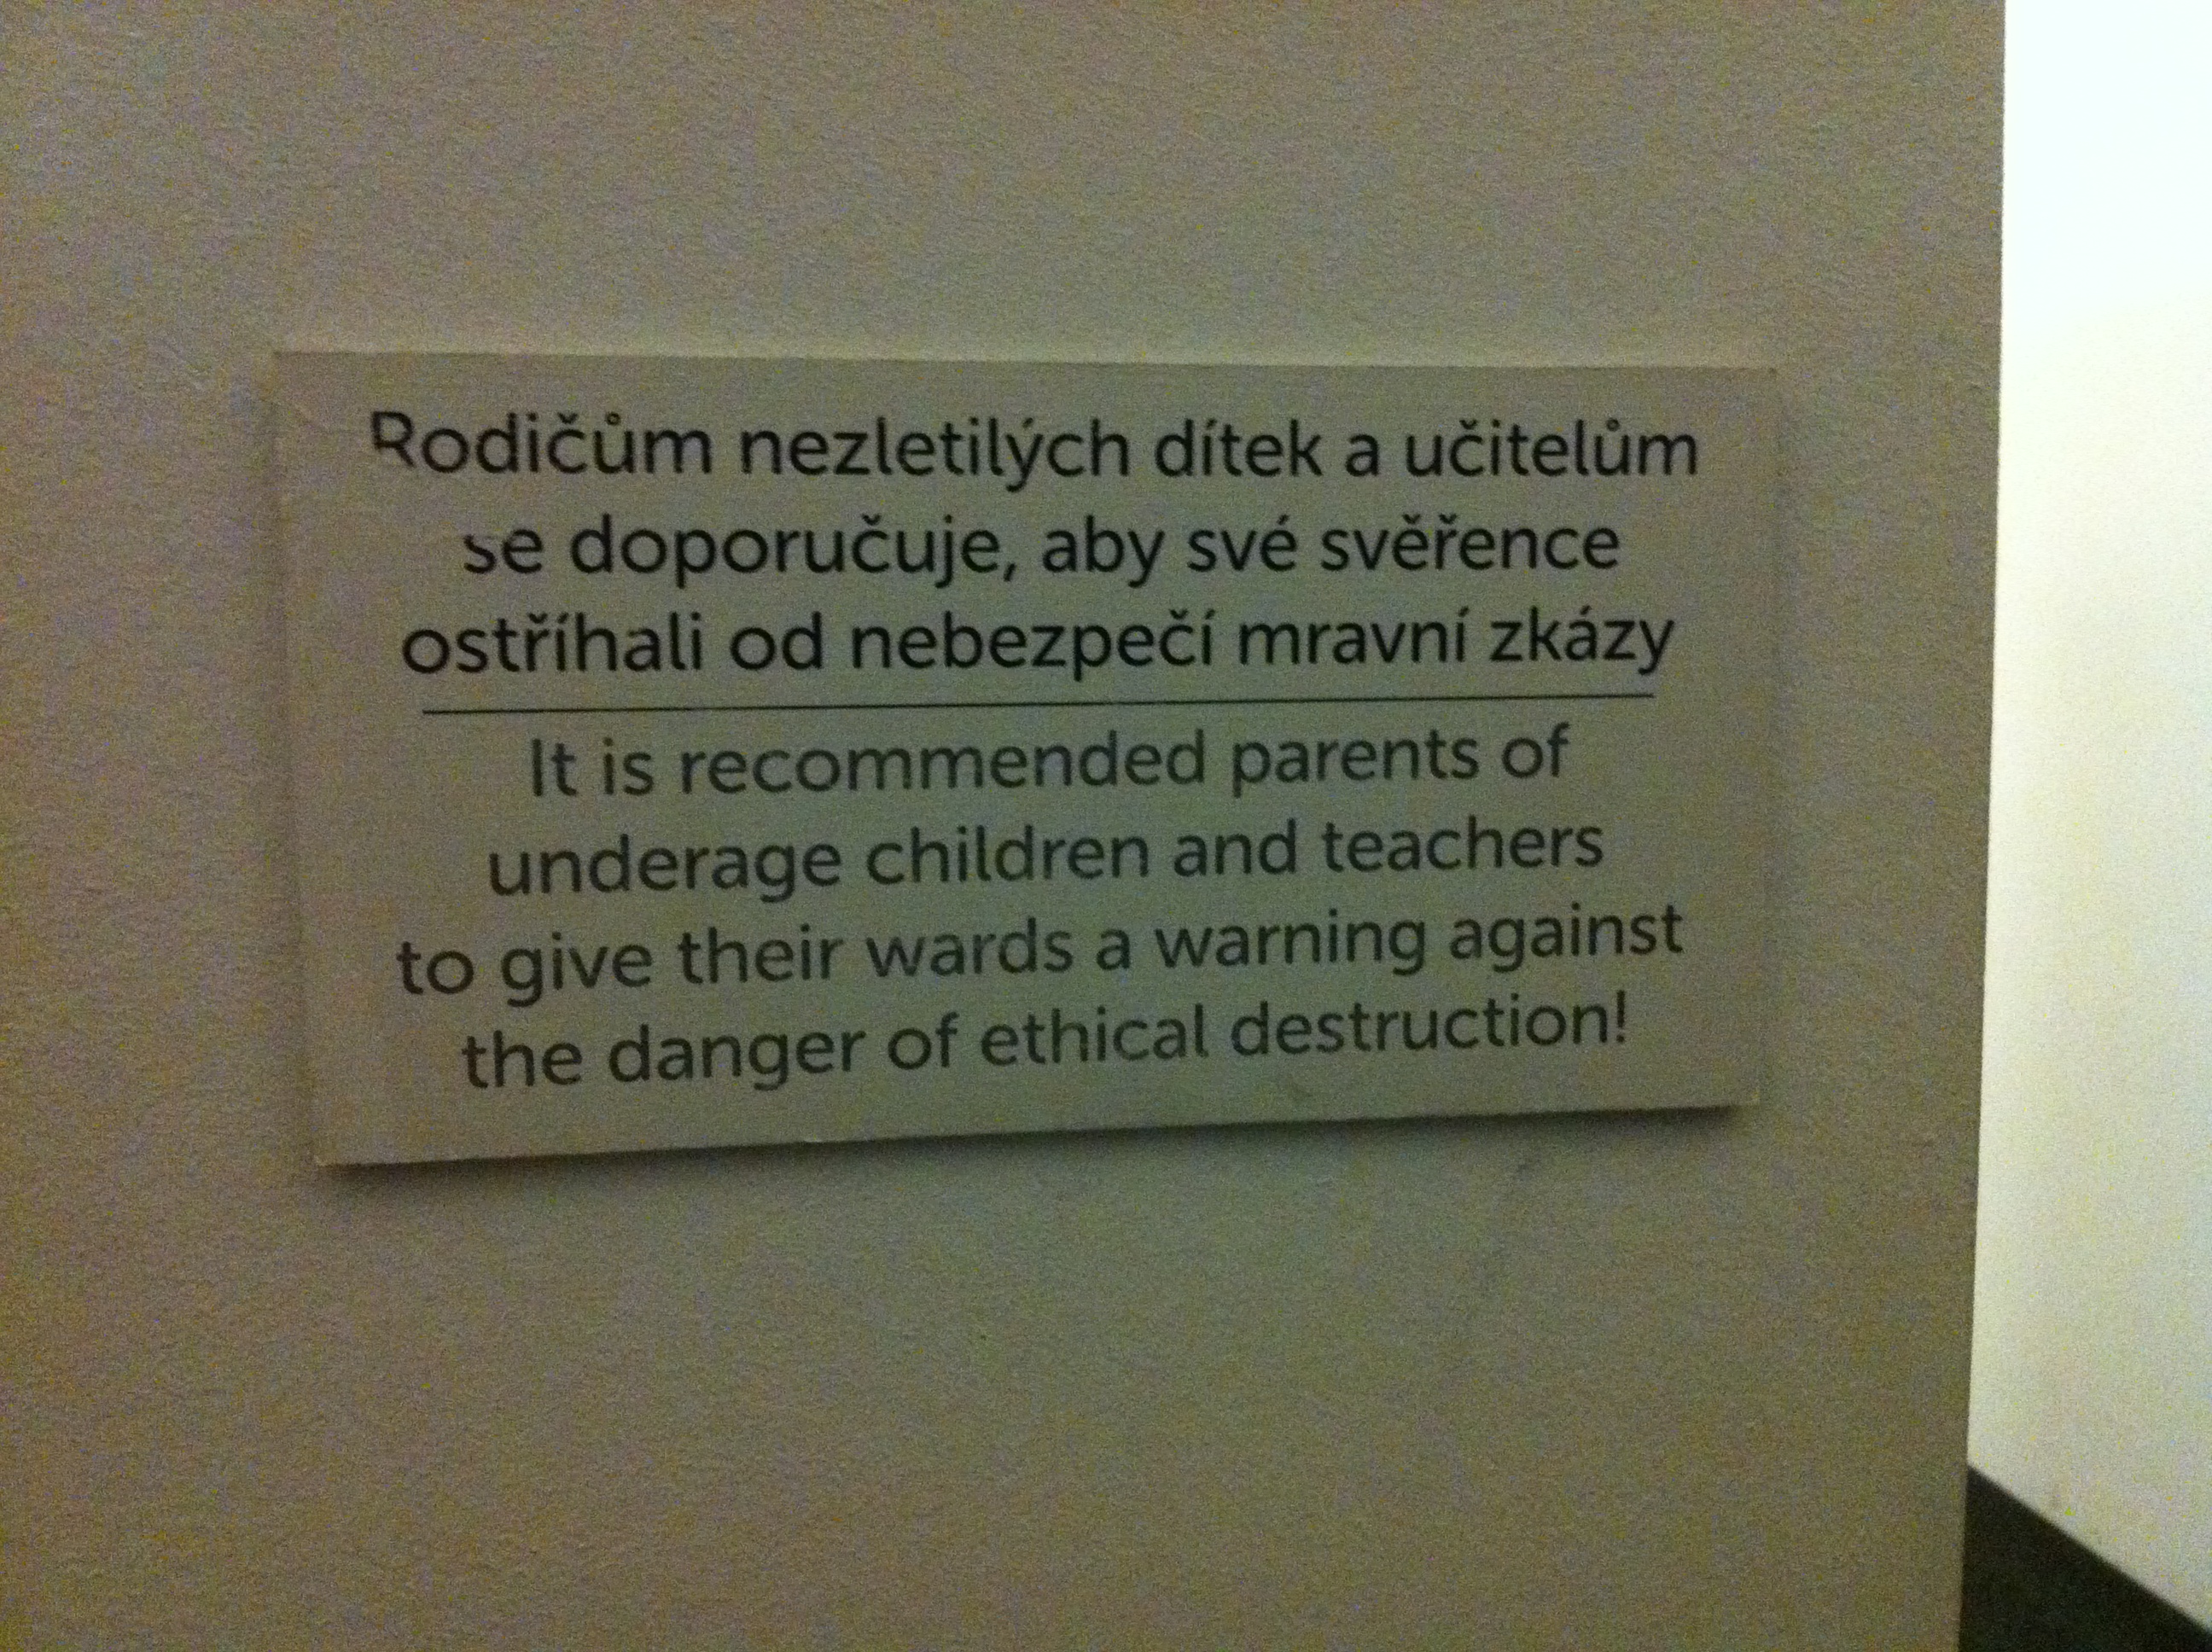 Rodičům nezletilých dítek a učitelům
se doporučuje, aby své svěřence
ostříhali od nebezpečí mravní zkázy
It is recommended parents of
underage children and teachers
to give their wards a warning against
the danger of ethical destruction!